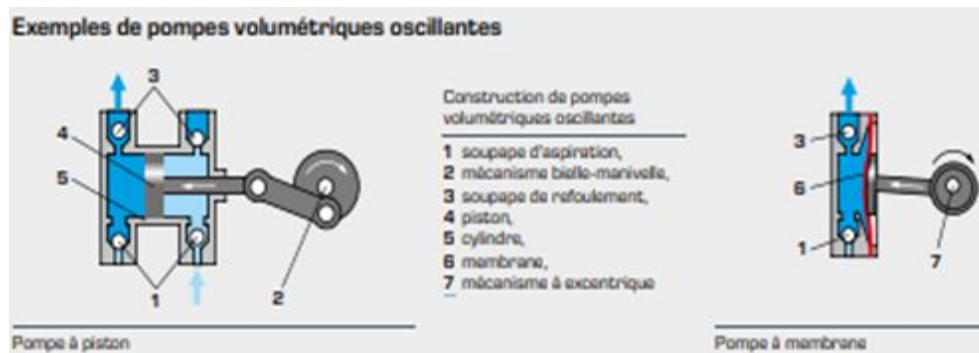 Exemples de pompes volumétriques oscillantes
3
4
5
1
2
Pompe à piston
Construction de pompes
volumétriques oscillantes
1 soupape d'aspiration,
2 mécanisme bielle-manivelle,
3 soupape de refoulement,
4 piston,
5 cylindre,
6 membrane,
7 mécanisme à excentrique
3
6
1
7
Pompe à membrane